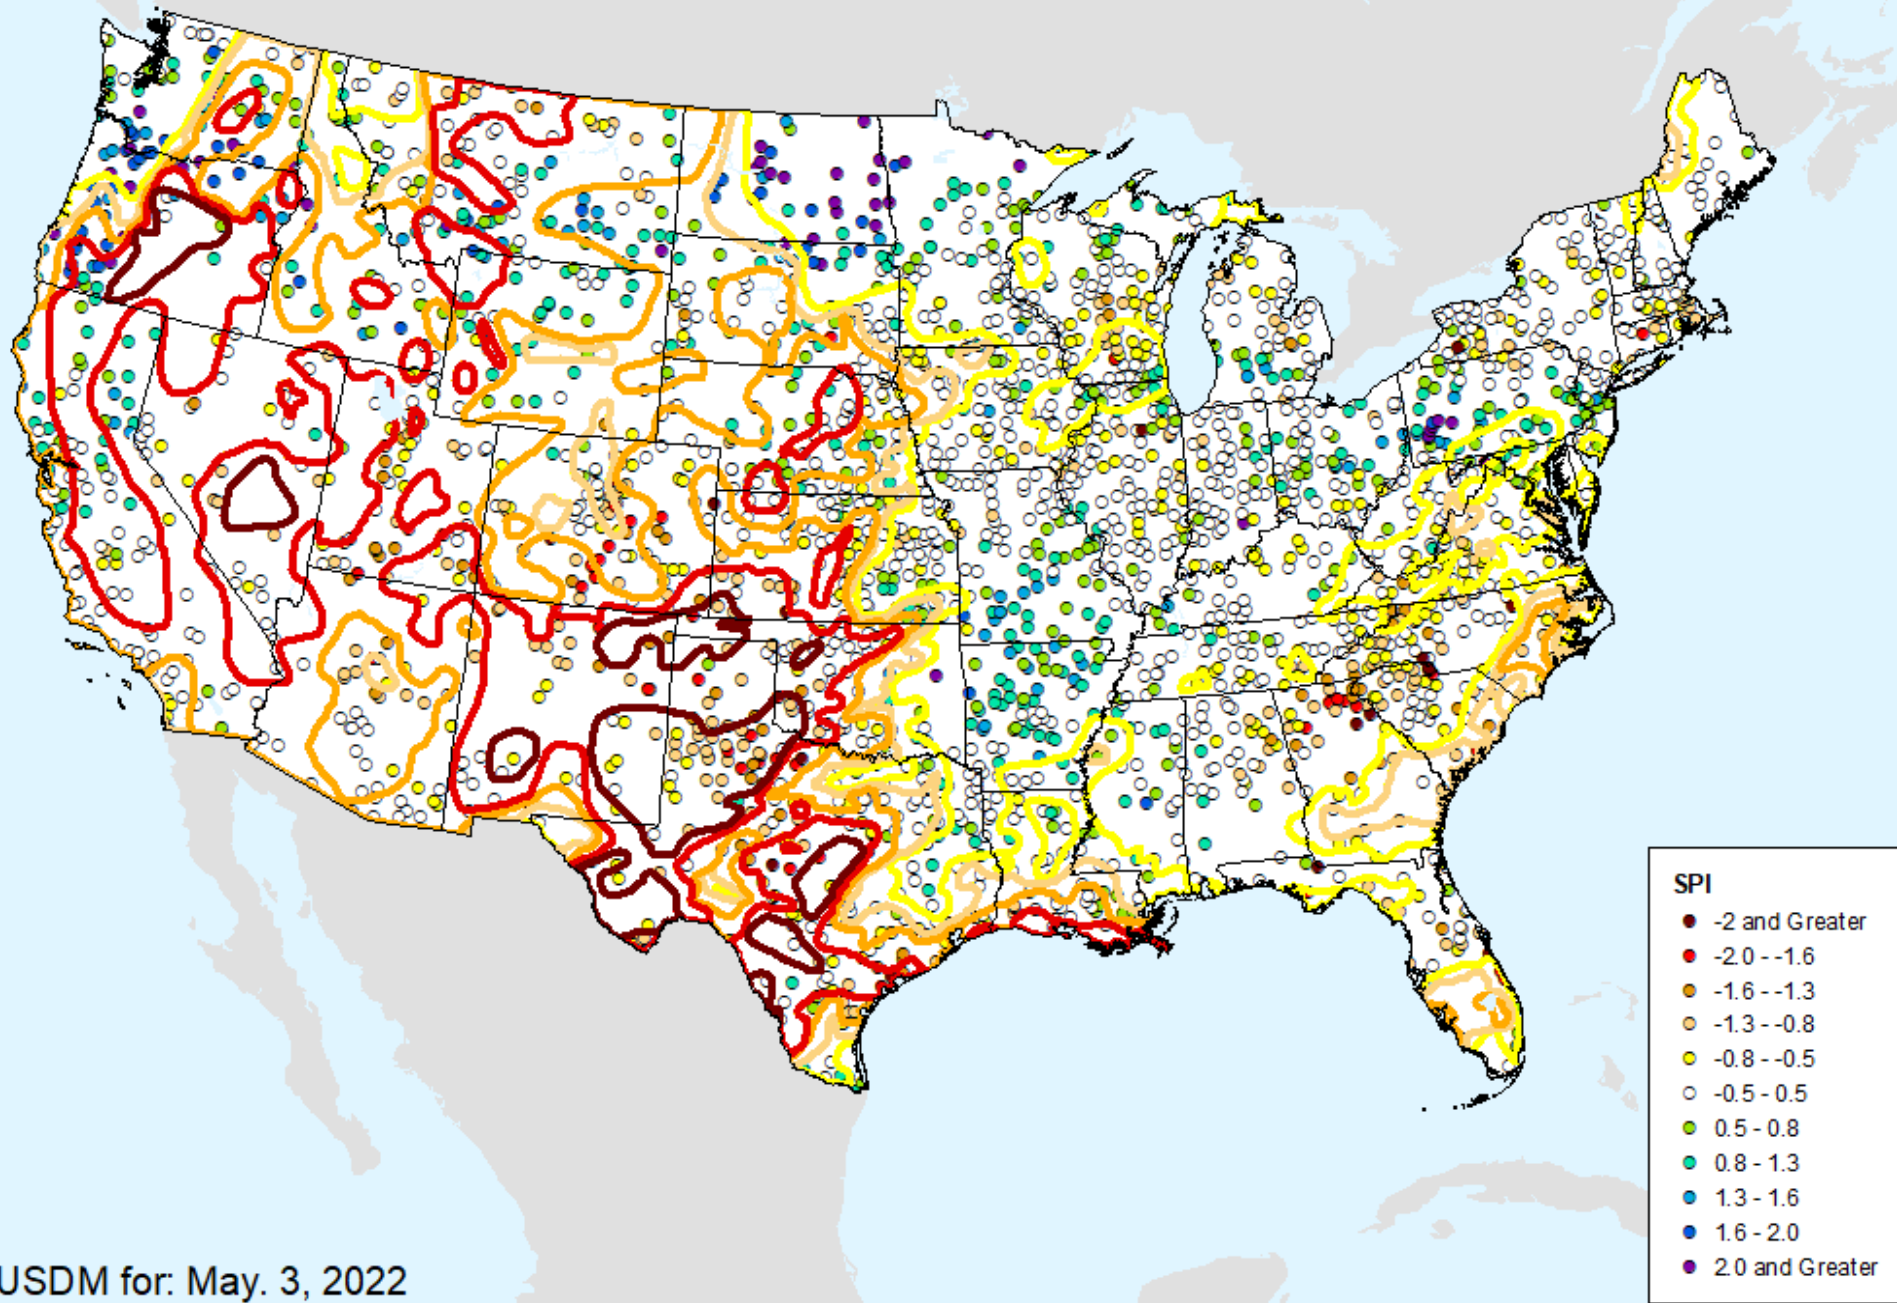 SPI
-2 and Greater
-2.0 - -1.6
-1.6 - -1.3
-1.3 - -0.8
-0.8 - -0.5
-0.5 - 0.5
0.5 - 0.8
0.8 - 1.3
1.3 - 1.6
1.6 - 2.0
2.0 and Greater
USDM for: May. 3, 2022